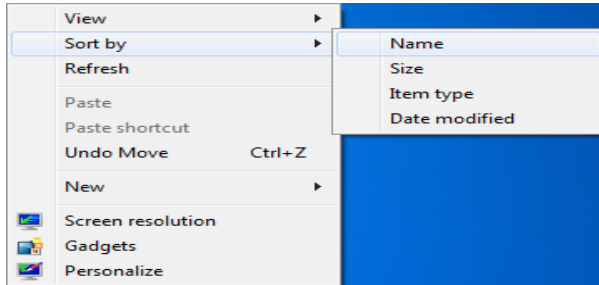 View
Sort by
Refresh
Paste
Paste shortcut
Undo Move Ctrl+Z
New
Screen resolution
Gadgets
Personalize
Name
Size
Item type
Date modified